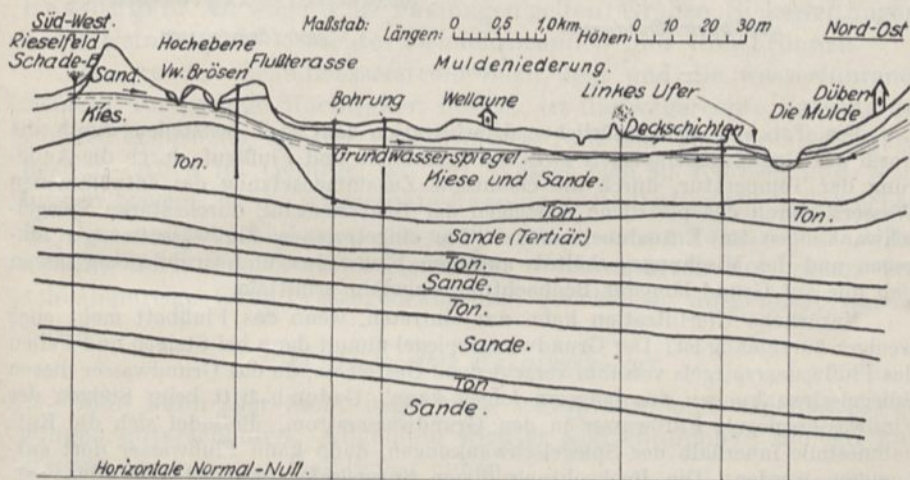 Süd-West.
Maßstab:
Längen: 0 0,5 1,0 km. Höhen: 0 10 20 30 m
Nord-Ost
Rieselfeld
Schade-B
Hochebene
Vw. Brösen
Flußterasse
Muldeniederung.
Sand.
Kies.
Bohrung
Wellaune
Linkes Ufer
Deckschichten
Düben
Die Mulde
Ton.
Grundwasserspiegel.
Kiese und Sande.
Ton.
Ton.
Ton.
Sande (Tertiär)
Ton.
Sande.
Ton.
Sande.
Ton
Sande.
Horizontale Normal-Null.